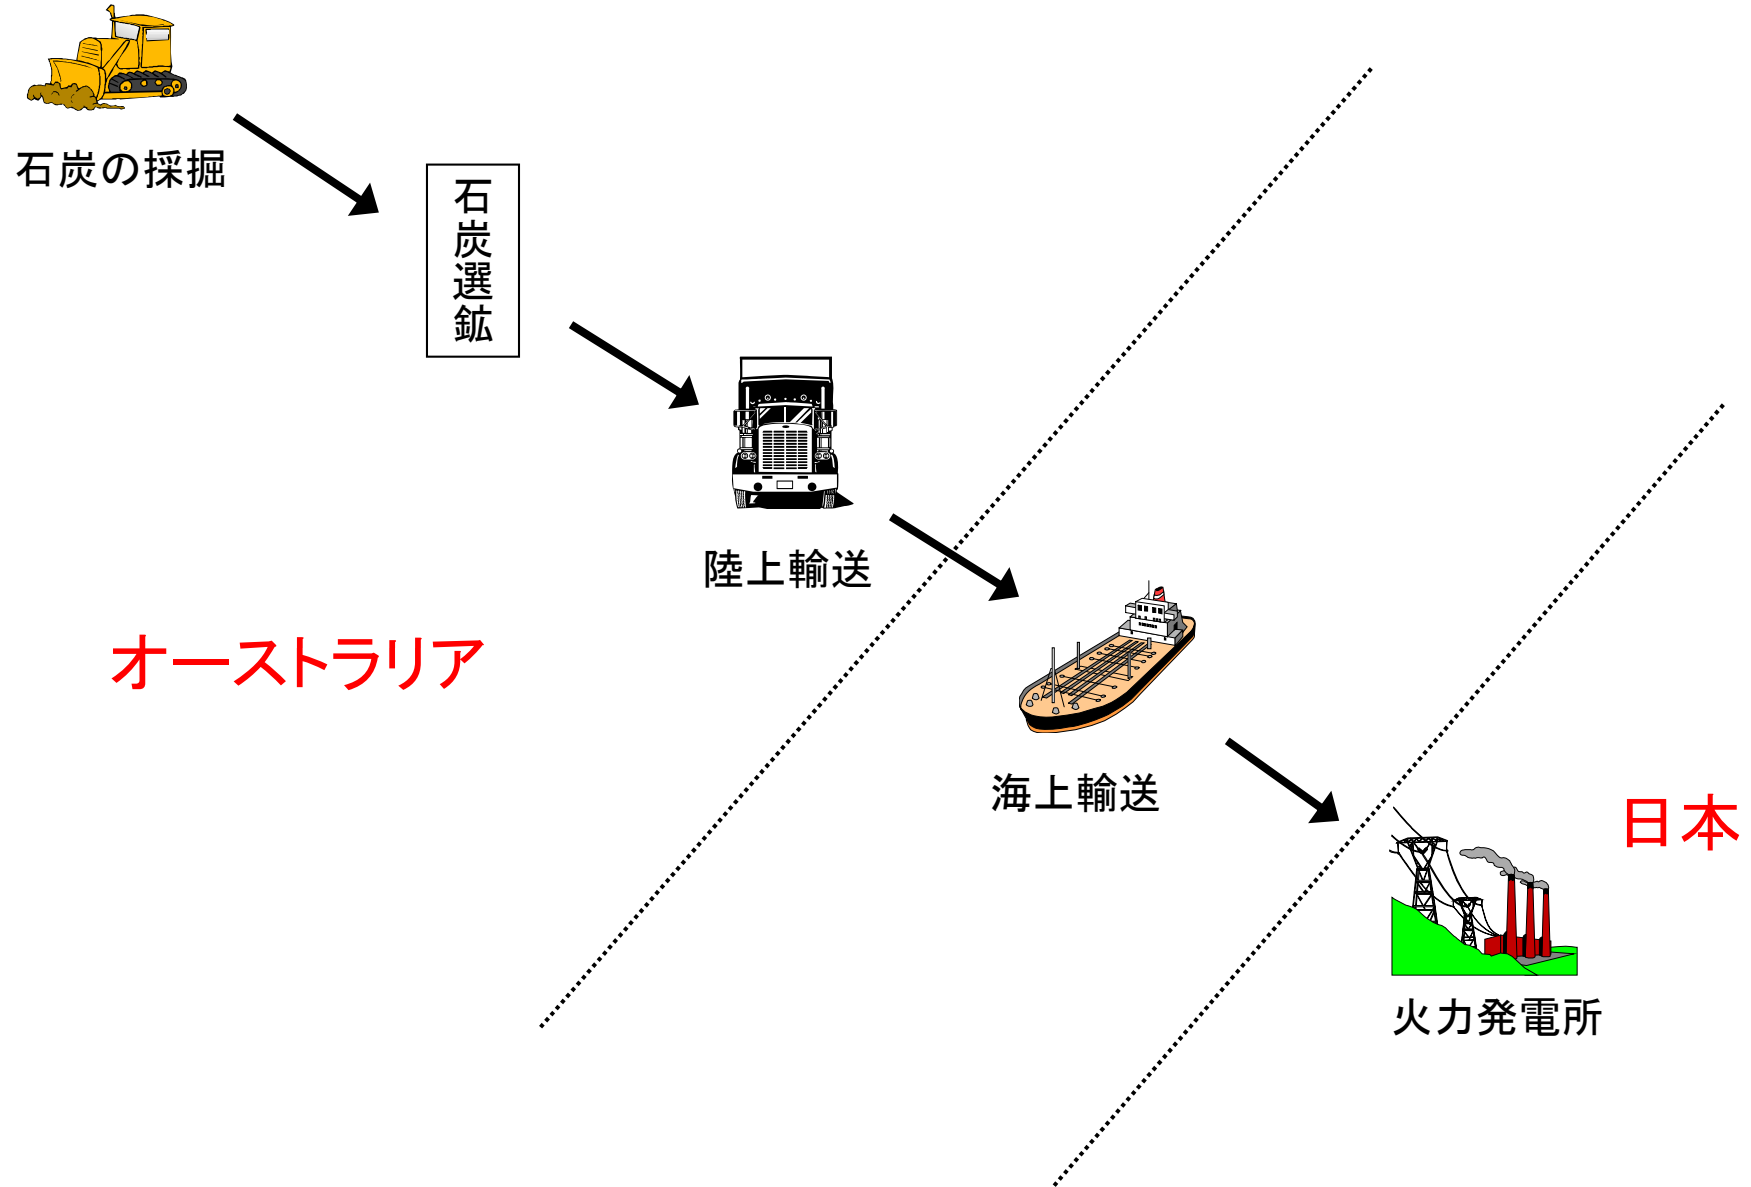 石炭の採掘
石炭選鉱
陸上輸送
オーストラリア
海上輸送
日本
火力発電所